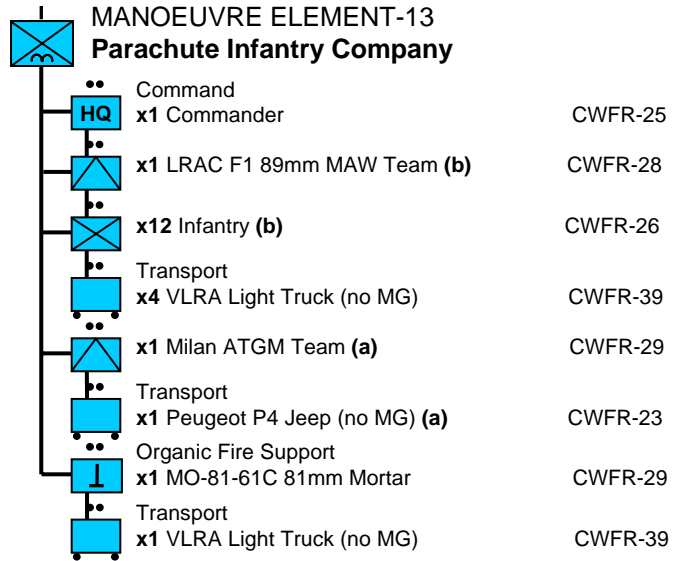 MANOEUVRE ELEMENT-13
Parachute Infantry Company
Command
HQ x1 Commander CWFR-25
x1 LRAC F1 89mm MAW Team (b) CWFR-28
x12 Infantry (b) CWFR-26
Transport
x4 VLRA Light Truck (no MG) CWFR-39
x1 Milan ATGM Team (a) CWFR-29
Transport
x1 Peugeot P4 Jeep (no MG) (a) CWFR-23
Organic Fire Support
x1 MO-81-61C 81mm Mortar CWFR-29
Transport
x1 VLRA Light Truck (no MG) CWFR-39